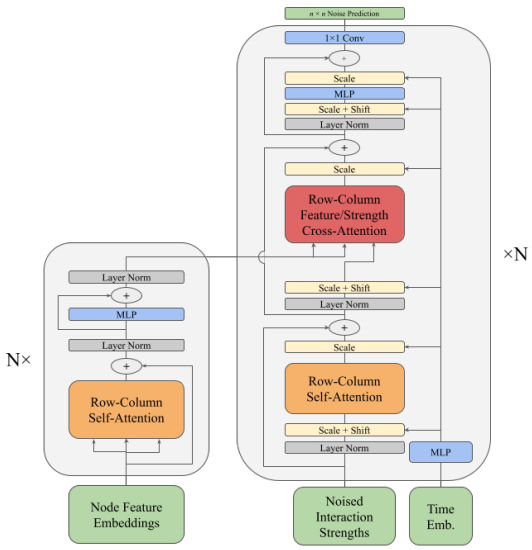 n × n Noise Prediction
1×1 Conv
+
Scale
MLP
Scale + Shift
Layer Norm
+
Scale
Row-Column
Feature/Strength
Cross-Attention
×N
Scale + Shift
Layer Norm
+
Scale
Row-Column
Self-Attention
Scale + Shift
Layer Norm
MLP
Noised
Interaction
Strengths
Time
Emb.
Layer Norm
+
MLP
Layer Norm
+
N×
Row-Column
Self-Attention
Node Feature
Embeddings